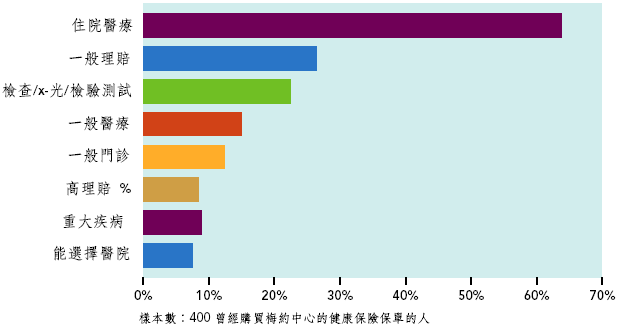 住院醫療
一般理賠
檢查/x-光/檢驗測試
一般醫療
一般門診
高理賠 %
重大疾病
能選擇醫院
0% 10% 20% 30% 40% 50% 60% 70%
樣本數：400 曾經購買梅約中心的健康保險保單的人